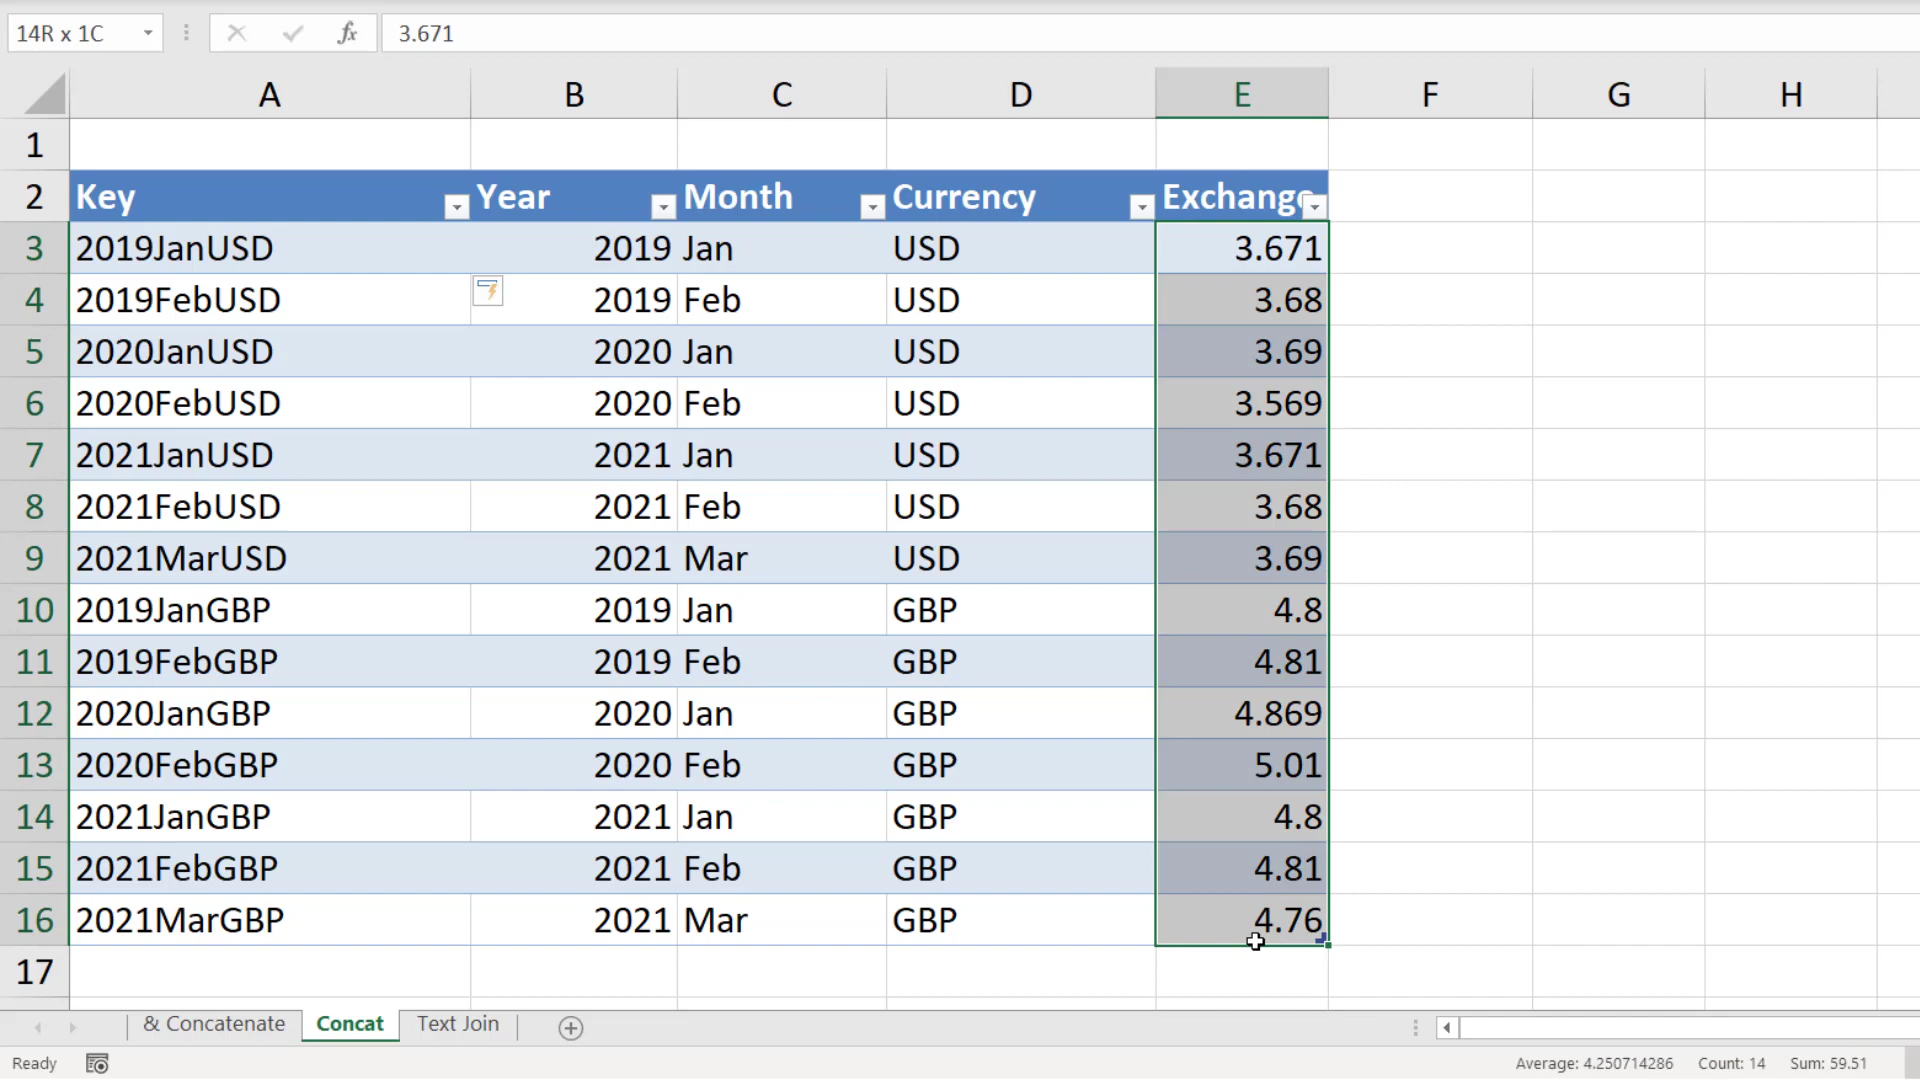 14R x 1C fx 3.671
A B C D E F G H
1
2 Key Year Month Currency Exchange
3 2019JanUSD 2019 Jan USD 3.671
4 2019FebUSD 2019 Feb USD 3.68
5 2020JanUSD 2020 Jan USD 3.69
6 2020FebUSD 2020 Feb USD 3.569
7 2021JanUSD 2021 Jan USD 3.671
8 2021FebUSD 2021 Feb USD 3.68
9 2021MarUSD 2021 Mar USD 3.69
10 2019JanGBP 2019 Jan GBP 4.8
11 2019FebGBP 2019 Feb GBP 4.81
12 2020JanGBP 2020 Jan GBP 4.869
13 2020FebGBP 2020 Feb GBP 5.01
14 2021JanGBP 2021 Jan GBP 4.8
15 2021FebGBP 2021 Feb GBP 4.81
16 2021MarGBP 2021 Mar GBP 4.76
17
& Concatenate Concat Text Join
Ready Average: 4.250714286 Count: 14 Sum: 59.51